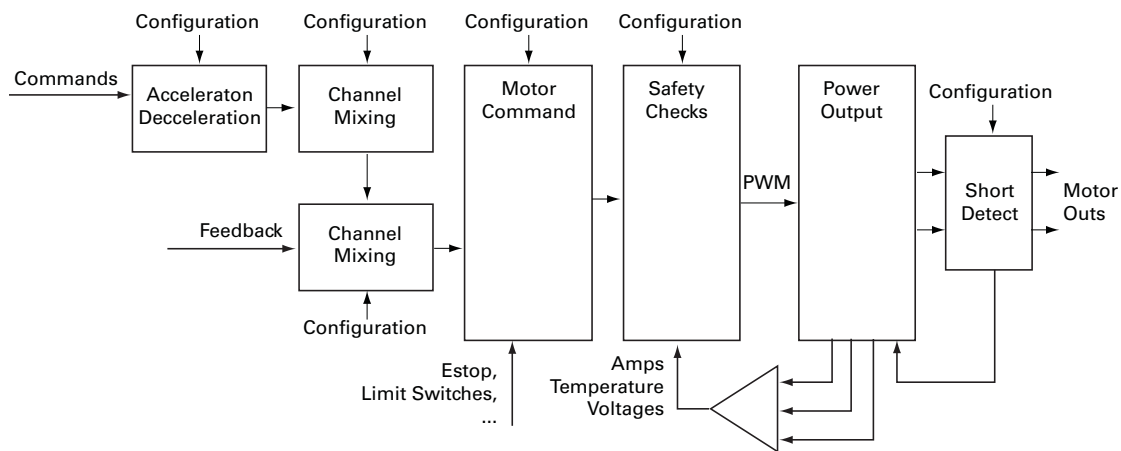 Configuration
Configuration
Configuration
Configuration
Commands
Acceleraton
Decceleration
Channel
Mixing
Motor
Command
Safety
Checks
Power
Output
Configuration
PWM
Short
Detect
Motor
Outs
Feedback
Channel
Mixing
Configuration
Estop,
Limit Switches,
...
Amps
Temperature
Voltages